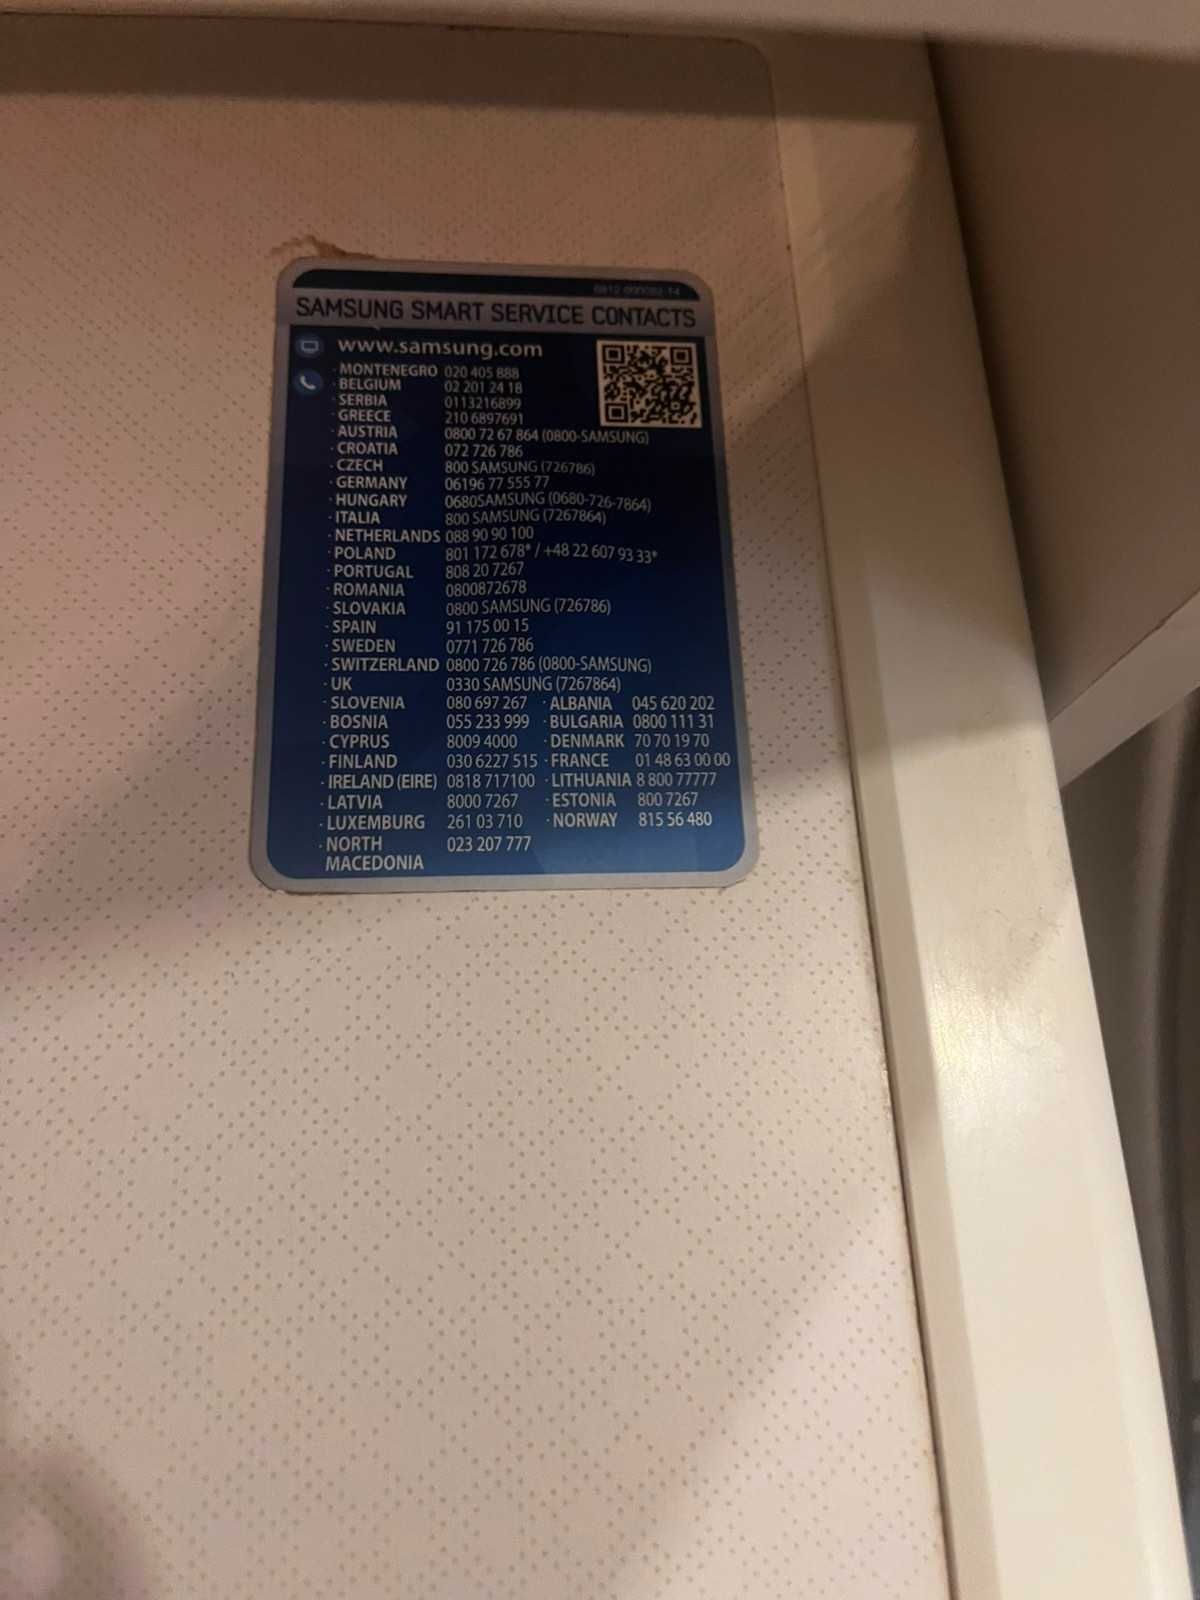 SAMSUNG SMART SERVICE CONTACTS
www.samsung.com
· MONTENEGRO 020 405 888
· BELGIUM 02 201 24 18
· SERBIA 0113216899
· GREECE 210 6897691
· AUSTRIA 0800 72 67 864 (0800-SAMSUNG)
· CROATIA 072 726 786
· CZECH 800 SAMSUNG (726786)
· GERMANY 06196 77 555 77
· HUNGARY 0680SAMSUNG (0680-726-7864)
· ITALIA 800 SAMSUNG (7267864)
· NETHERLANDS 088 90 90 100
· POLAND 801 172 678* / +48 22 607 93 33*
· PORTUGAL 808 20 7267
· ROMANIA 0800872678
· SLOVAKIA 0800 SAMSUNG (726786)
· SPAIN 91 175 00 15
· SWEDEN 0771 726 786
· SWITZERLAND 0800 726 786 (0800-SAMSUNG)
· UK 0330 SAMSUNG (7267864)
· SLOVENIA 080 697 267 · ALBANIA 045 620 202
· BOSNIA 055 233 999 · BULGARIA 0800 111 31
· CYPRUS 8009 4000 · DENMARK 70 70 19 70
· FINLAND 030 6227 515 · FRANCE 01 48 63 00 00
· IRELAND (EIRE) 0818 717100 · LITHUANIA 8 800 77777
· LATVIA 8000 7267 · ESTONIA 800 7267
· LUXEMBURG 261 03 710 · NORWAY 815 56 480
· NORTH 023 207 777
MACEDONIA